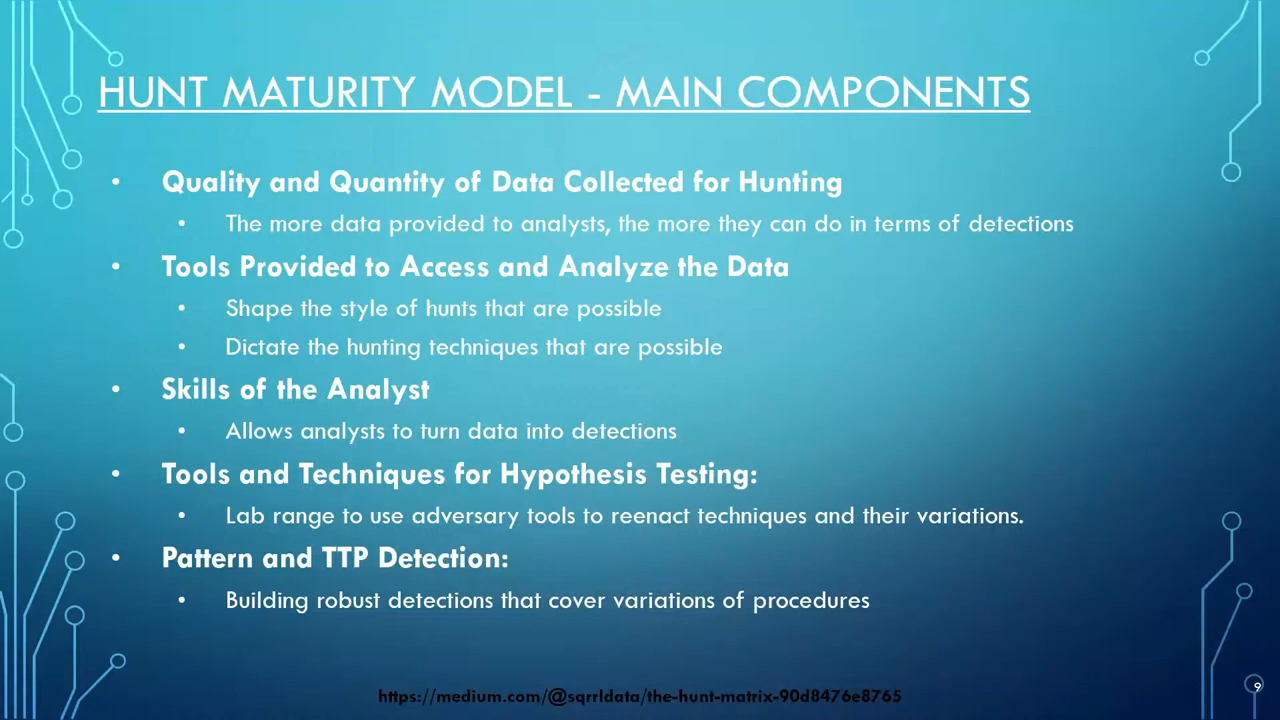 HUNT MATURITY MODEL - MAIN COMPONENTS
• Quality and Quantity of Data Collected for Hunting
• The more data provided to analysts, the more they can do in terms of detections
• Tools Provided to Access and Analyze the Data
• Shape the style of hunts that are possible
• Dictate the hunting techniques that are possible
• Skills of the Analyst
• Allows analysts to turn data into detections
• Tools and Techniques for Hypothesis Testing:
• Lab range to use adversary tools to reenact techniques and their variations.
• Pattern and TTP Detection:
• Building robust detections that cover variations of procedures
https://medium.com/@sqrrldata/the-hunt-matrix-90d8476e8765
9